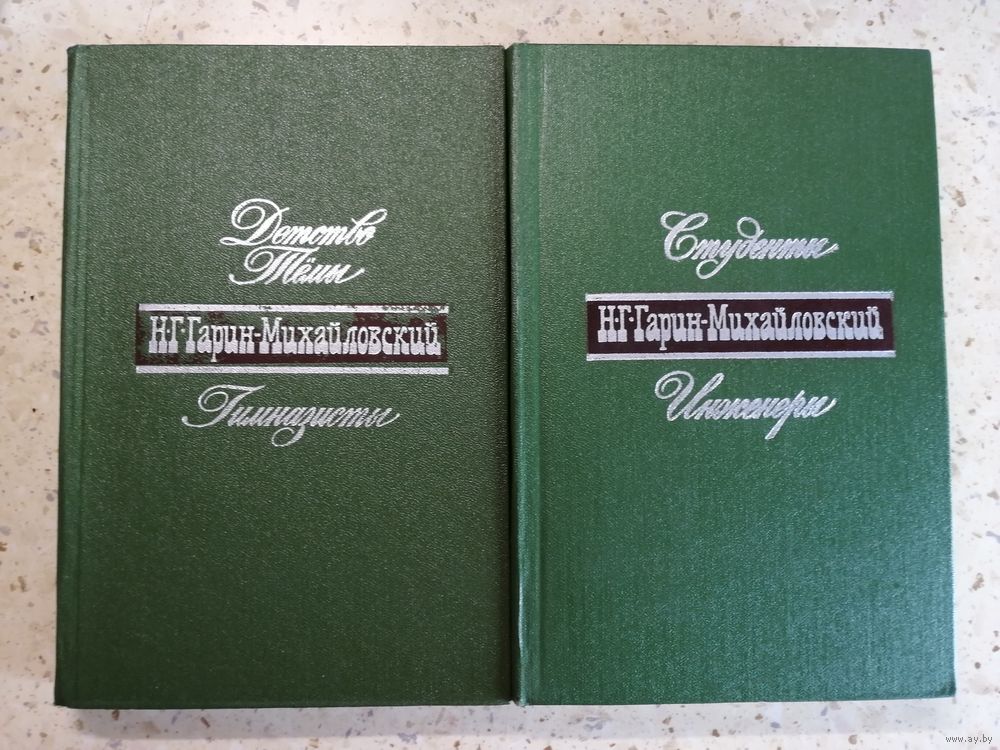 Детство
Тёмы
Н·Г·Гарин-Михайловский
Гимназисты
Студенты
Н·Г·Гарин-Михайловский
Инженеры
www.ay.by